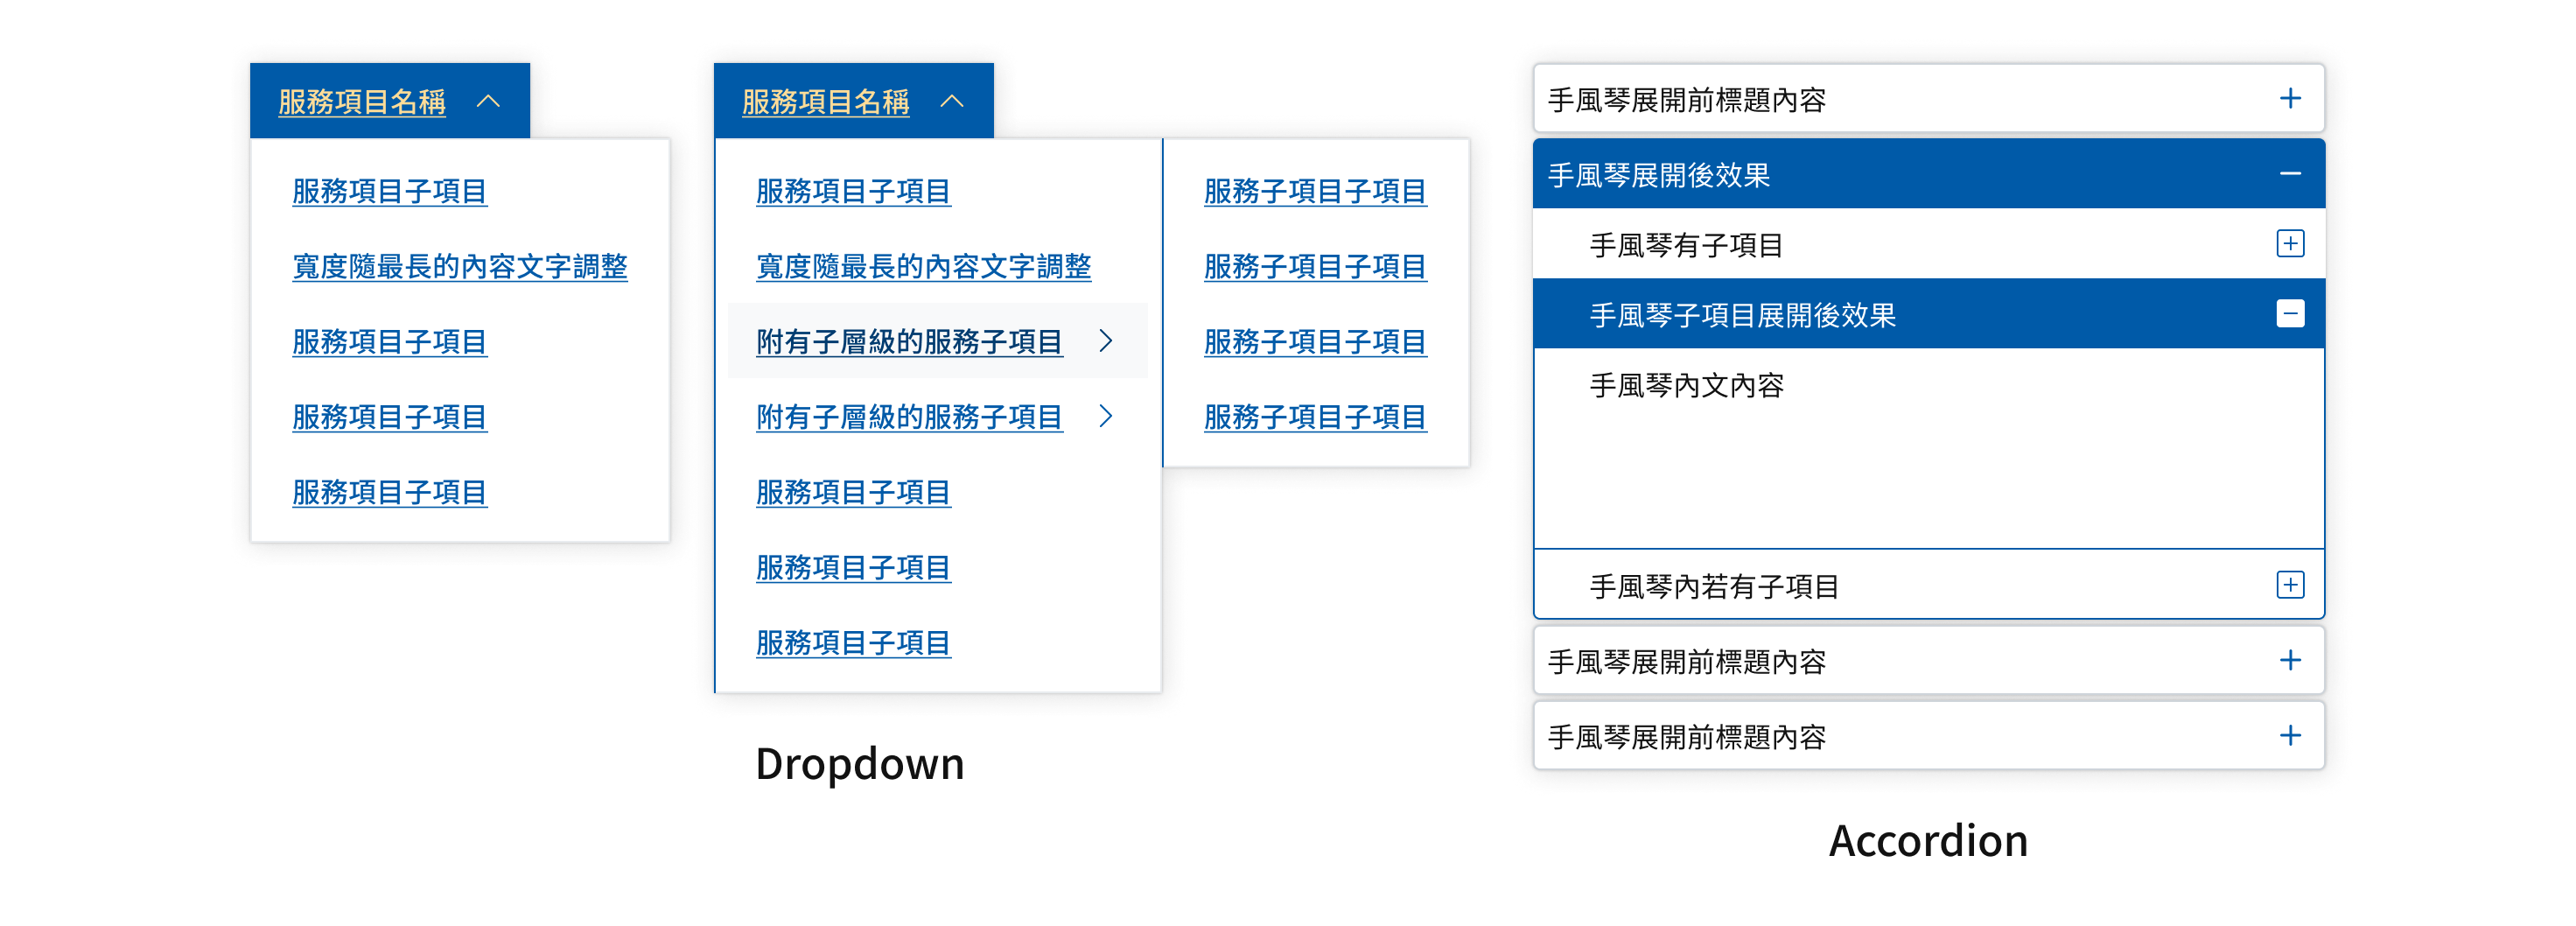 服務項目名稱
服務項目子項目
寬度隨最長的內容文字調整
服務項目子項目
服務項目子項目
服務項目子項目
服務項目名稱
服務項目子項目
寬度隨最長的內容文字調整
附有子層級的服務子項目
附有子層級的服務子項目
服務項目子項目
服務項目子項目
服務項目子項目
服務子項目子項目
服務子項目子項目
服務子項目子項目
服務子項目子項目
Dropdown
手風琴展開前標題內容
手風琴展開後效果
手風琴有子項目
手風琴子項目展開後效果
手風琴內文內容
手風琴內若有子項目
手風琴展開前標題內容
手風琴展開前標題內容
Accordion